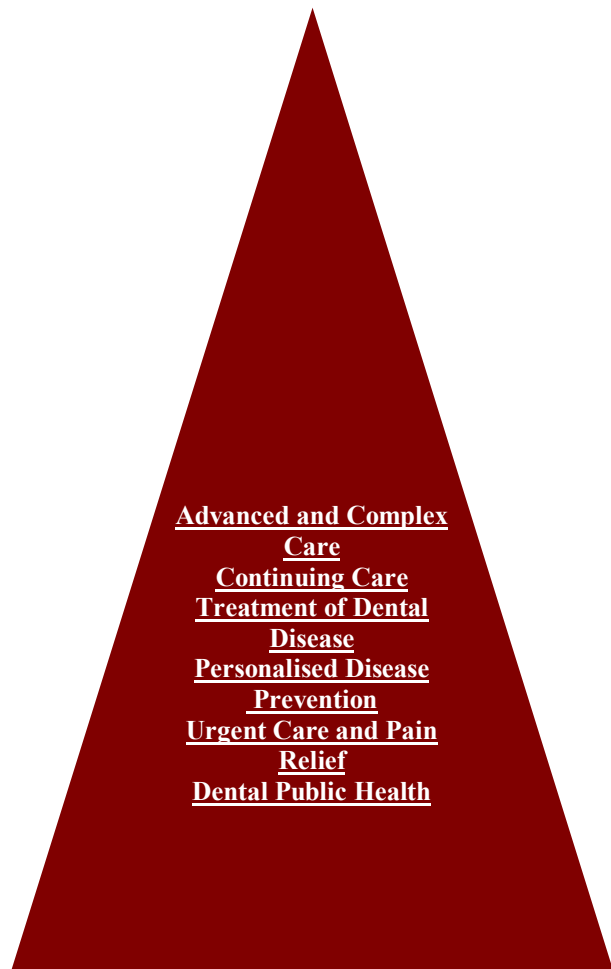 Advanced and Complex
Care
Continuing Care
Treatment of Dental
Disease
Personalised Disease
Prevention
Urgent Care and Pain
Relief
Dental Public Health